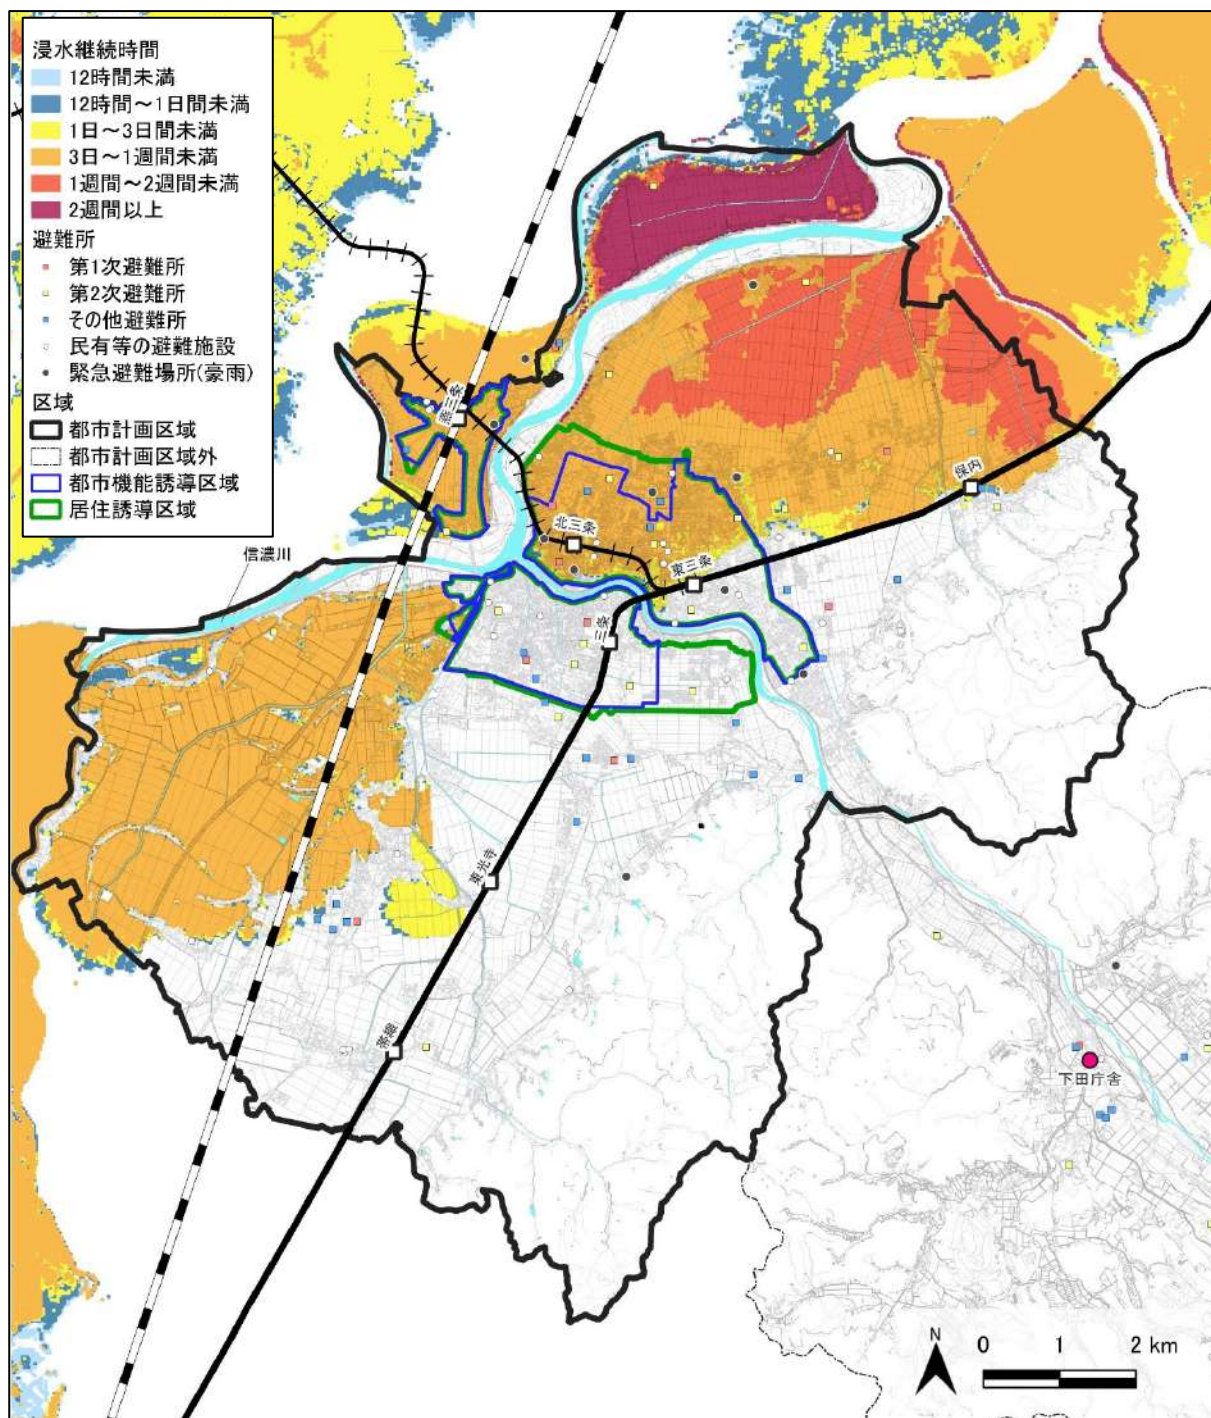 浸水継続時間
12時間未満
12時間～1日間未満
1日～3日間未満
3日～1週間未満
1週間～2週間未満
2週間以上
避難所
第1次避難所
第2次避難所
その他避難所
民有等の避難施設
緊急避難場所(豪雨)
区域
都市計画区域
都市計画区域外
都市機能誘導区域
居住誘導区域
燕三条
保内
北三条
東三条
信濃川
三条
東光寺
帯織
下田庁舎
N
0 1 2 km